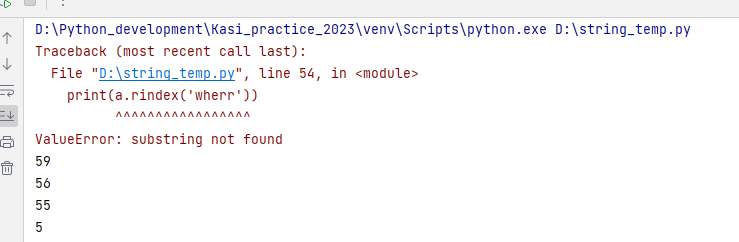 D:\Python_development\Kasi_practice_2023\venv\Scripts\python.exe D:\string_temp.py
Traceback (most recent call last):
  File "D:\string_temp.py", line 54, in <module>
    print(a.rindex('wherr'))
          ^^^^^^^^^^^^^^^^^
ValueError: substring not found
59
56
55
5